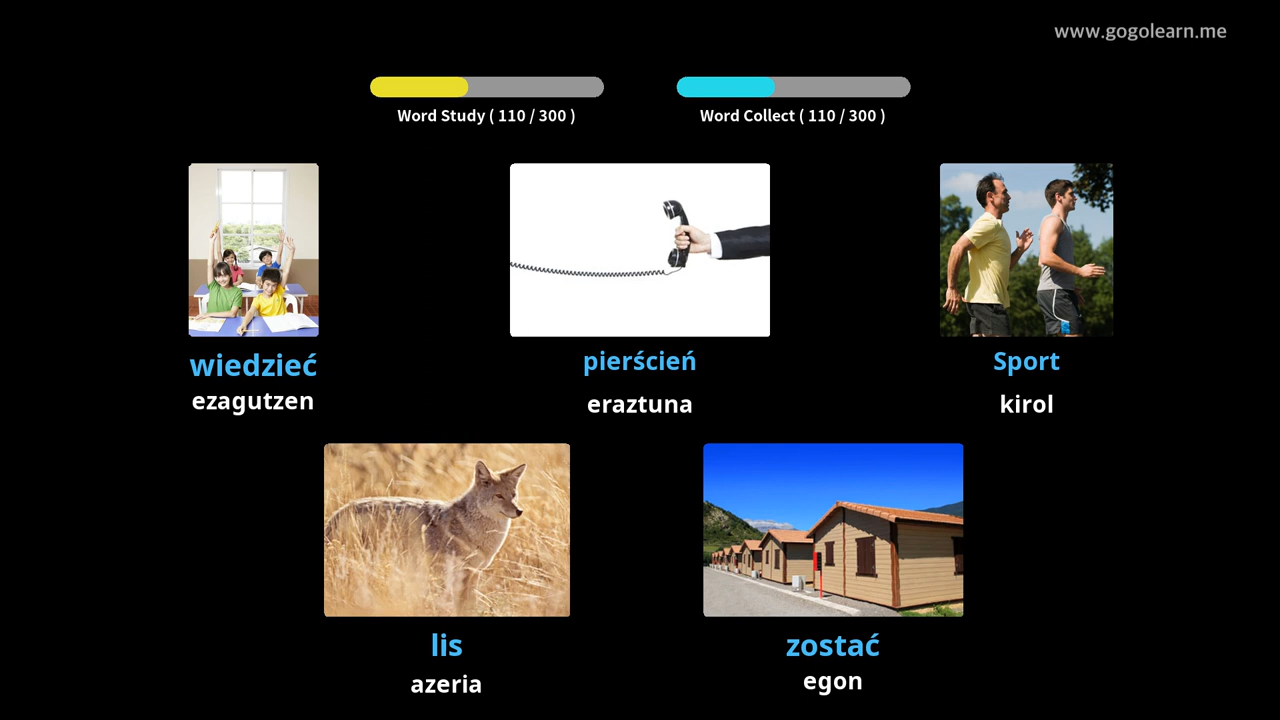 www.gogolearn.me
Word Study ( 110 / 300 )
Word Collect ( 110 / 300 )
wiedzieć
ezagutzen
pierścień
eraztuna
Sport
kirol
lis
azeria
zostać
egon